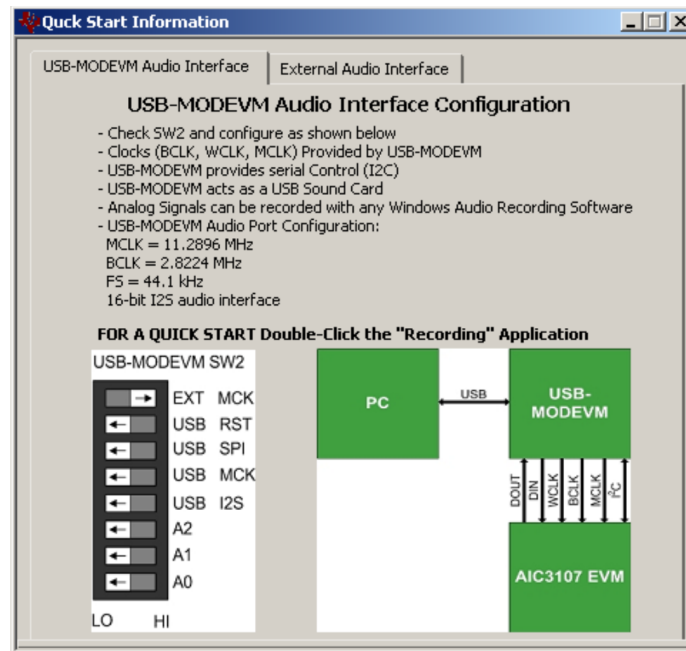 Quck Start Information
USB-MODEVM Audio Interface
External Audio Interface
USB-MODEVM Audio Interface Configuration
- Check SW2 and configure as shown below
- Clocks (BCLK, WCLK, MCLK) Provided by USB-MODEVM
- USB-MODEVM provides serial Control (I2C)
- USB-MODEVM acts as a USB Sound Card
- Analog Signals can be recorded with any Windows Audio Recording Software
- USB-MODEVM Audio Port Configuration:
MCLK = 11.2896 MHz
BCLK = 2.8224 MHz
FS = 44.1 kHz
16-bit I2S audio interface
FOR A QUICK START Double-Click the "Recording" Application
USB-MODEVM SW2
EXT MCK
USB RST
USB SPI
USB MCK
USB I2S
A2
A1
A0
LO HI
PC
USB
USB-
MODEVM
DOUT
DIN
WCLK
BCLK
MCLK
I²C
AIC3107 EVM